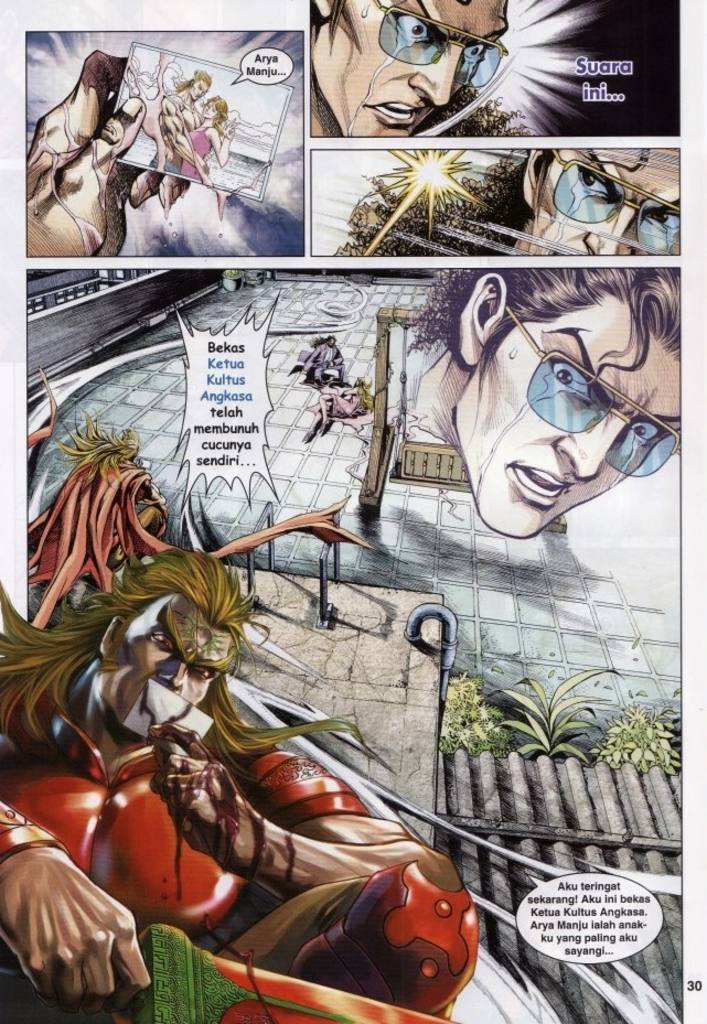 Arya
Manju...
Suara
ini...
Bekas
Ketua
Kultus
Angkasa
telah
membunuh
cucunya
sendiri...
Aku teringat
sekarang! Aku ini bekas
Ketua Kultus Angkasa.
Arya Manju ialah anak-
ku yang paling aku
sayangi...
30